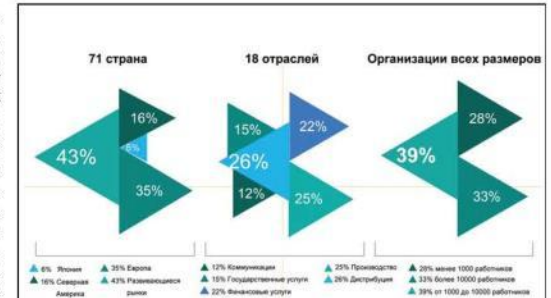 71 страна
18 отраслей
Организации всех размеров
16%
43%
6%
35%
15%
22%
26%
12%
25%
28%
39%
33%
6% Япония
35% Европа
16% Северная Америка
43% Развивающиеся рынки
12% Коммуникации
15% Государственные услуги
22% Финансовые услуги
25% Производство
26% Дистрибуция
28% менее 1000 работников
33% более 10000 работников
39% от 1000 до 10000 работников